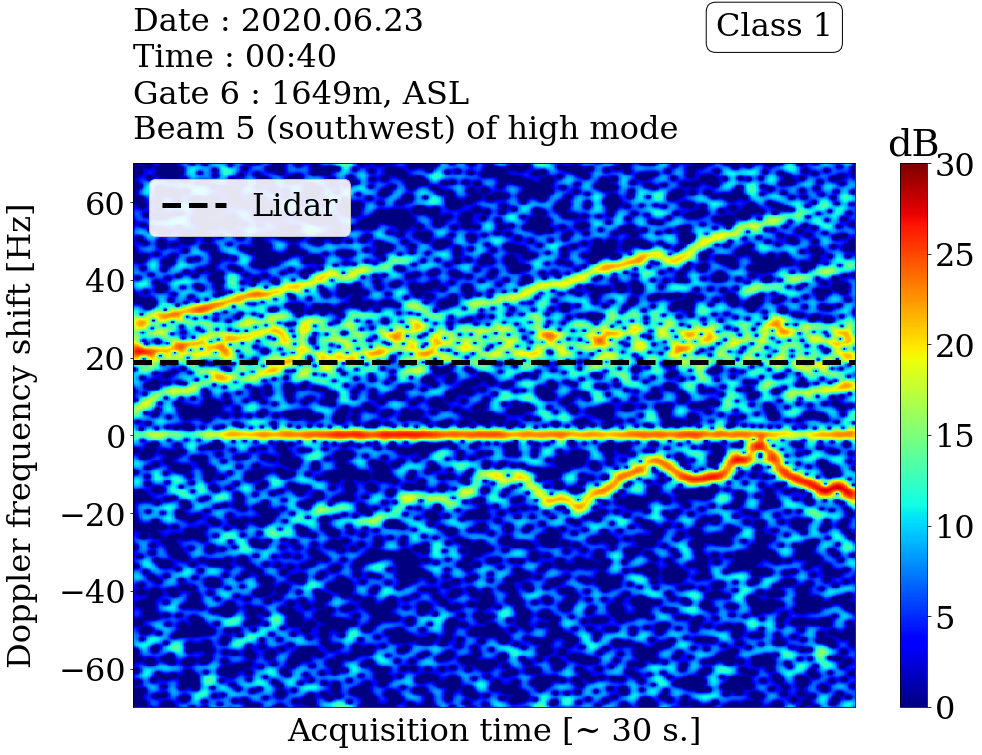 Date : 2020.06.23
Time : 00:40
Gate 6 : 1649m, ASL
Beam 5 (southwest) of high mode
Class 1
dB
Lidar
Doppler frequency shift [Hz]
60
40
20
0
−20
−40
−60
30
25
20
15
10
5
0
Acquisition time [~ 30 s.]